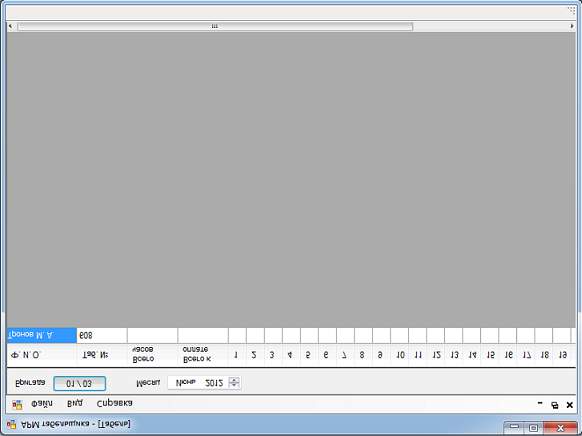 АРМ табельщика - [Табель]
Файл Вид Справка
Бригада 01 / 03 Месяц Июнь 2012
Ф. И. О. Таб. № Всего часов Всего к оплате 1 2 3 4 5 6 7 8 9 10 11 12 13 14 15 16 17 18 19
Тронов М. А. 608